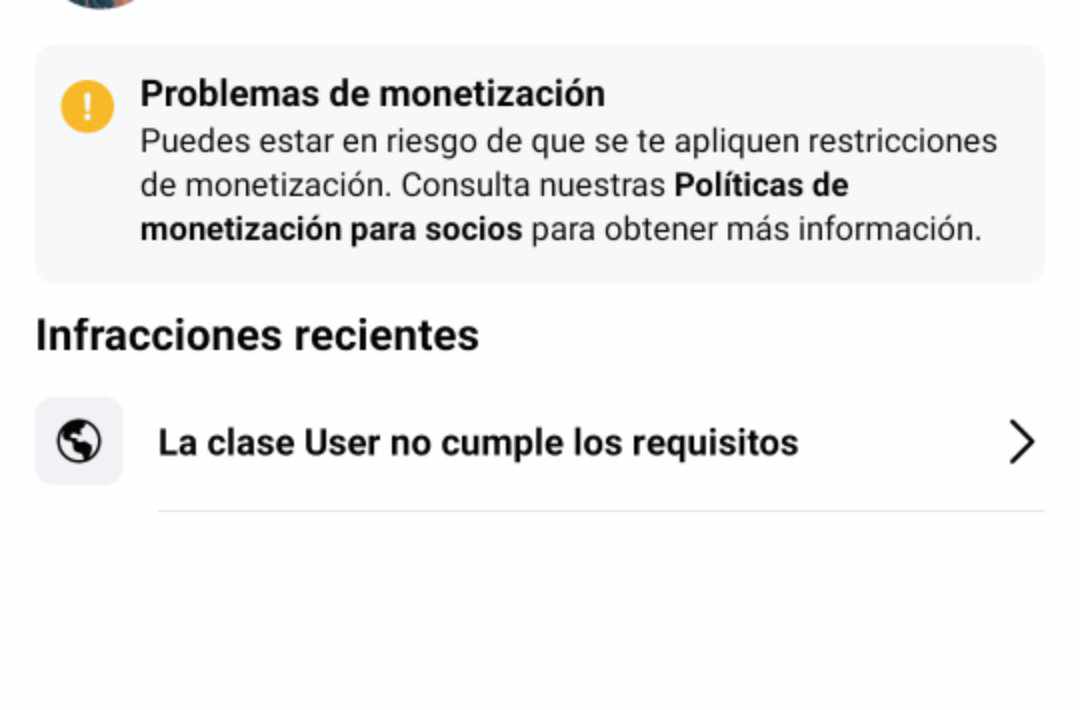 Problemas de monetización
Puedes estar en riesgo de que se te apliquen restricciones
de monetización. Consulta nuestras Políticas de
monetización para socios para obtener más información.
Infracciones recientes
La clase User no cumple los requisitos